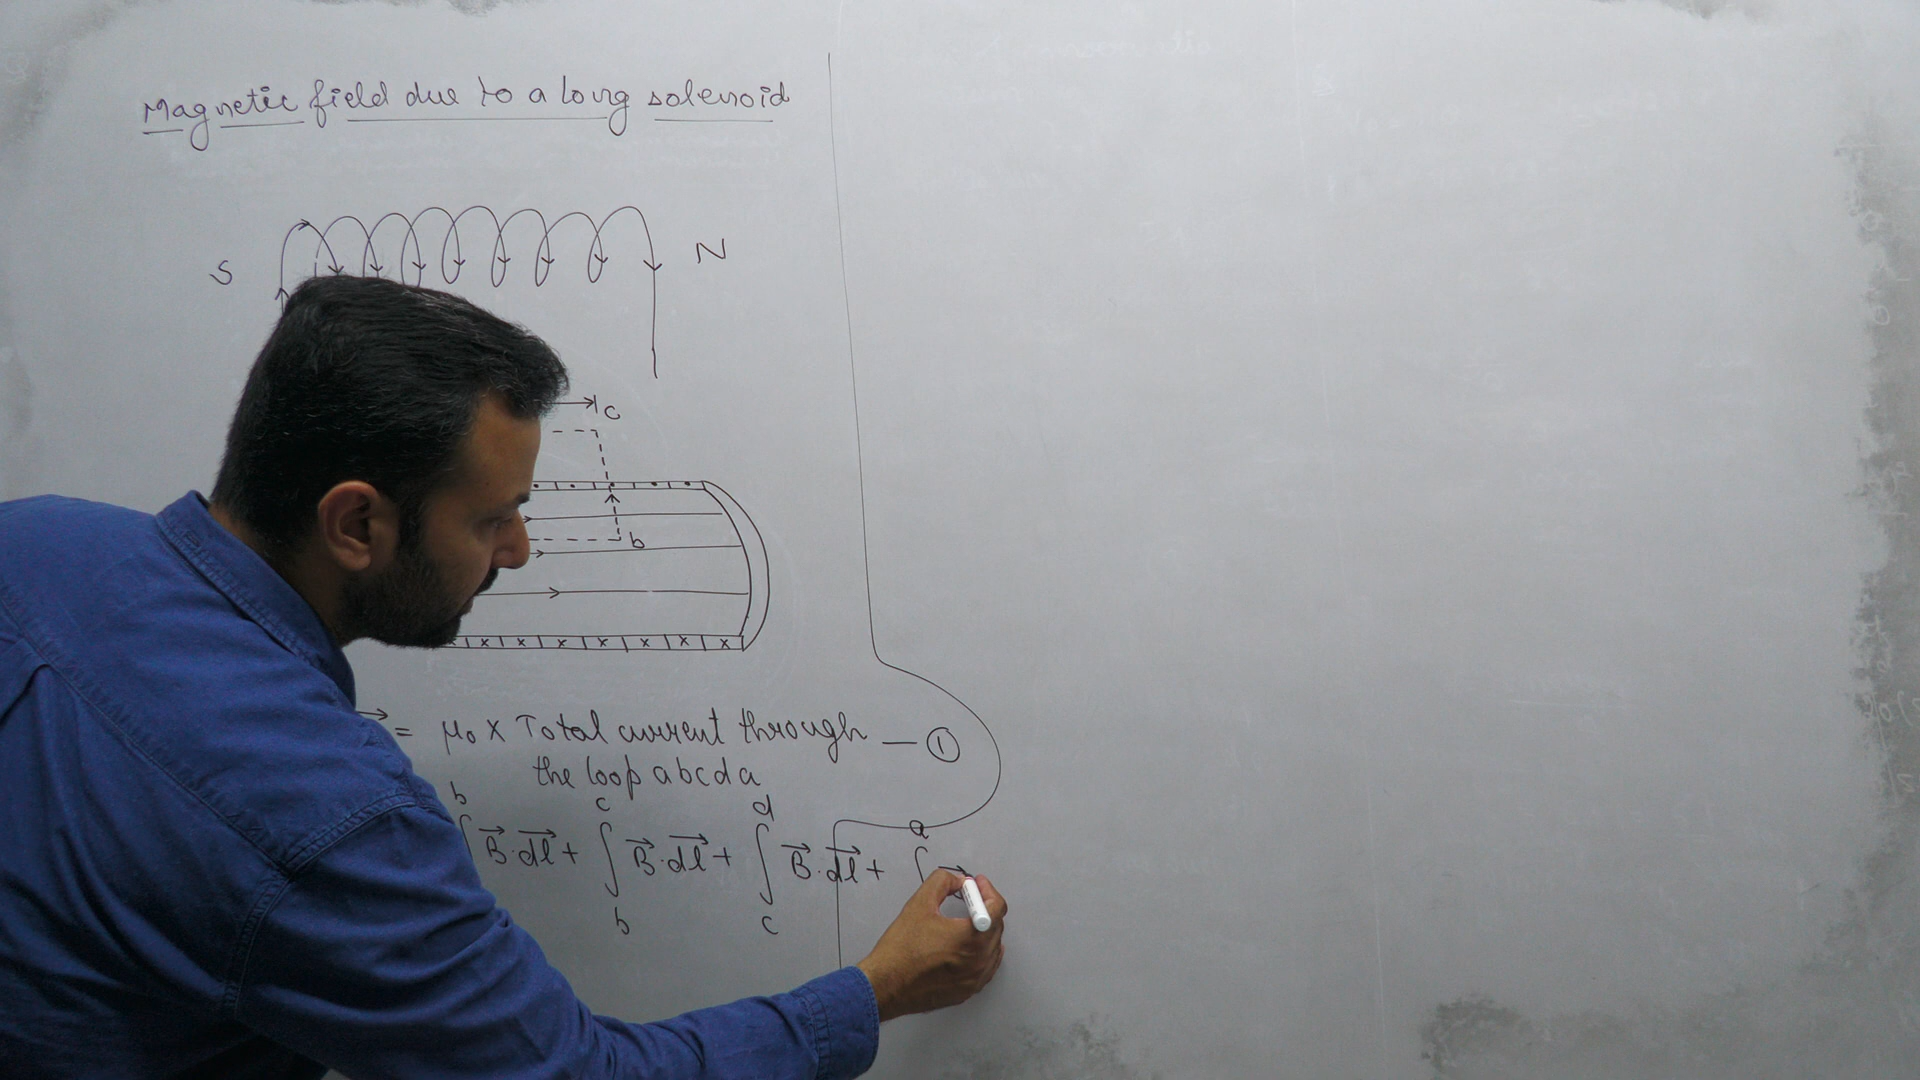 Magnetic field due to a long solenoid
S N
c
b
= μ₀ x Total current through — ①
the loop abcda
b c d a
∫ B⃗·dl⃗ + ∫ B⃗·dl⃗ + ∫ B⃗·dl⃗ + ∫
b c